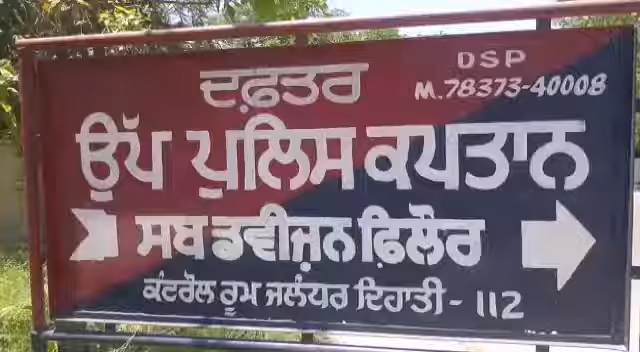 ਦਫ਼ਤਰ
DSP
M.78373-40008
ਉੱਪ ਪੁਲਿਸ ਕਪਤਾਨ
ਸਬ ਡਵੀਜ਼ਨ ਫ਼ਿਲੌਰ
ਕੰਟਰੋਲ ਰੂਮ ਜਲੰਧਰ ਦਿਹਾਤੀ - 112